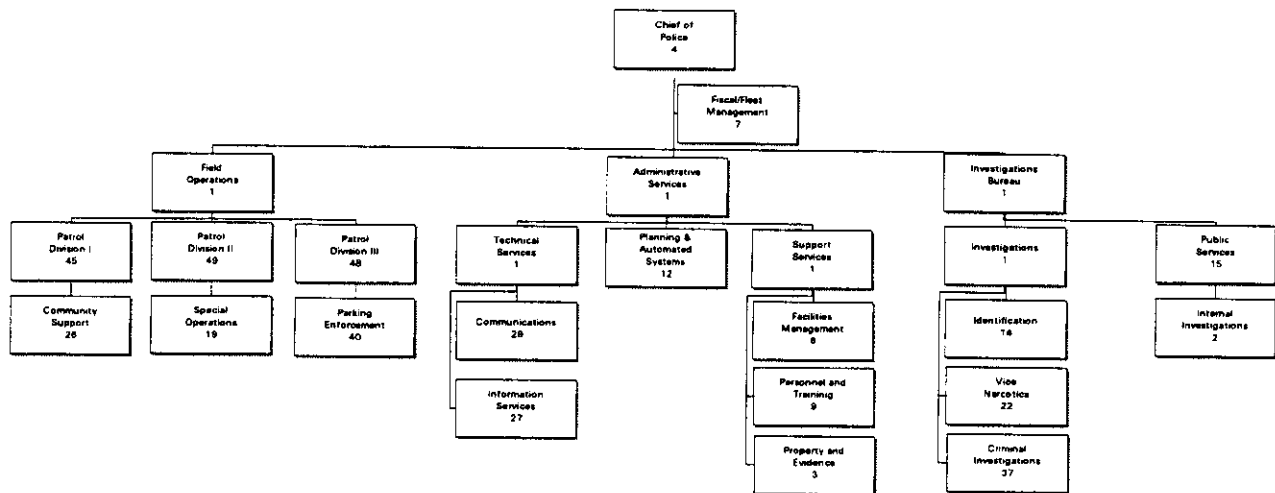 Chief of
Police
4
Fiscal/Fleet
Management
7
Field
Operations
1
Administrative
Services
1
Investigations
Bureau
1
Patrol
Division I
45
Patrol
Division II
49
Patrol
Division III
48
Technical
Services
1
Planning &
Automated
Systems
12
Support
Services
1
Investigations
1
Public
Services
15
Community
Support
26
Special
Operations
19
Parking
Enforcement
40
Communications
Facilities
Management
Identification
Internal
Investigations
2
Information
Services
27
Personnel and
Training
9
Vice
Narcotics
22
Property and
Evidence
3
Criminal
Investigations
37